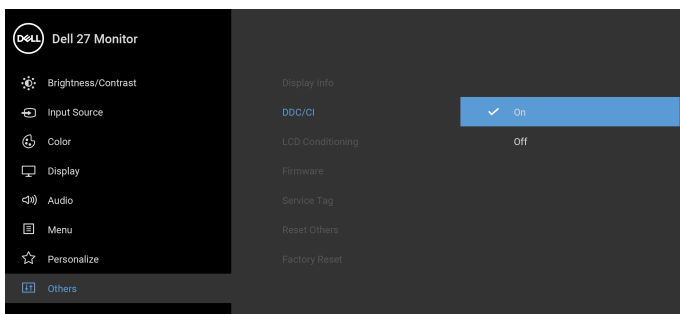 DELL Dell 27 Monitor
Brightness/Contrast
Display Info
Input Source
DDC/CI
On
Color
LCD Conditioning
Off
Display
Firmware
Audio
Service Tag
Menu
Reset Others
Personalize
Factory Reset
Others